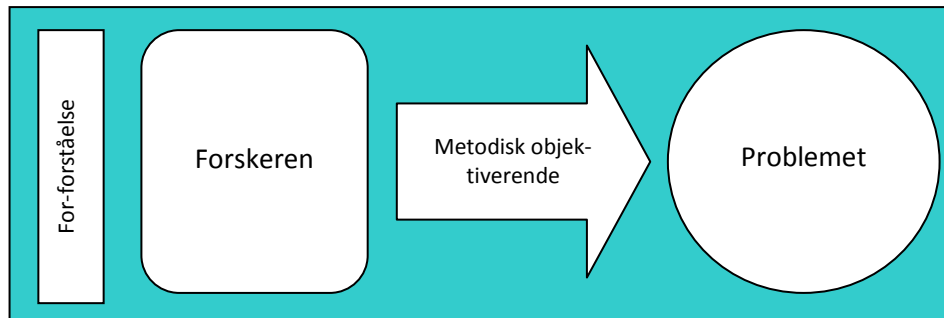 For-forståelse
Forskeren
Metodisk objek-
tiverende
Problemet